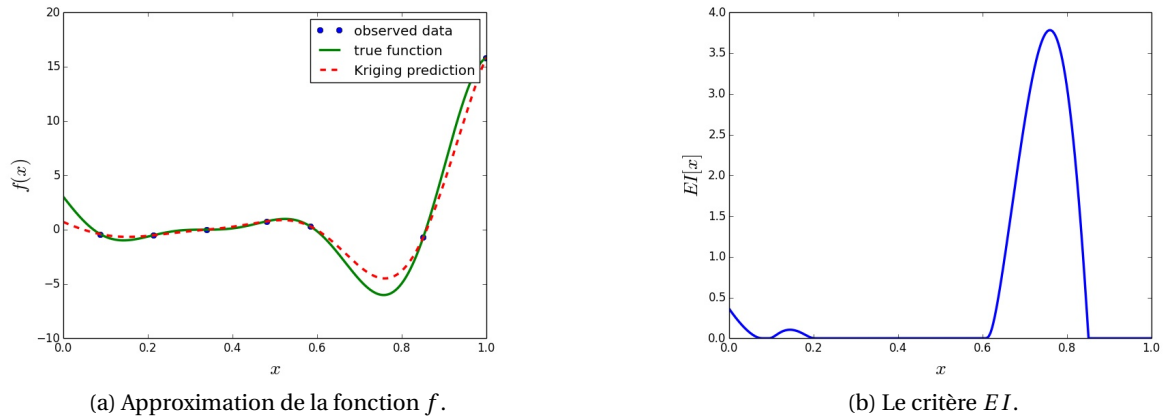 20
15
10
5
0
−5
−10
0.0 0.2 0.4 0.6 0.8 1.0
f(x)
x
observed data
true function
Kriging prediction
(a) Approximation de la fonction f.
4.0
3.5
3.0
2.5
2.0
1.5
1.0
0.5
0.0
0.0 0.2 0.4 0.6 0.8 1.0
EI[x]
x
(b) Le critère EI.